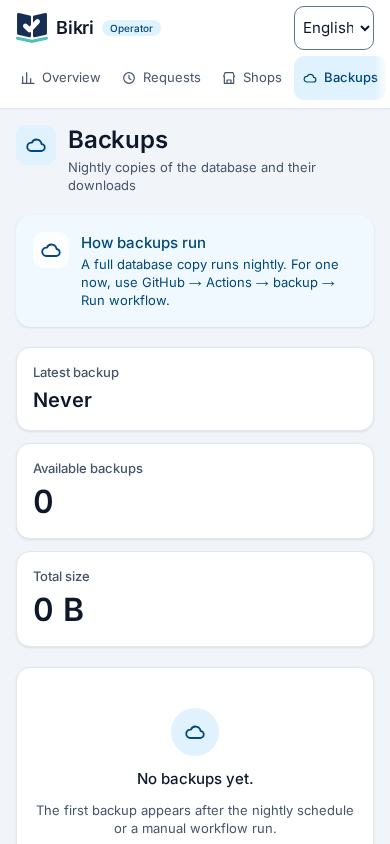 Bikri
Operator
English
Overview
Requests
Shops
Backups
Backups
Nightly copies of the database and their
downloads
How backups run
A full database copy runs nightly. For one
now, use GitHub → Actions → backup →
Run workflow.
Latest backup
Never
Available backups
0
Total size
0 B
No backups yet.
The first backup appears after the nightly schedule
or a manual workflow run.